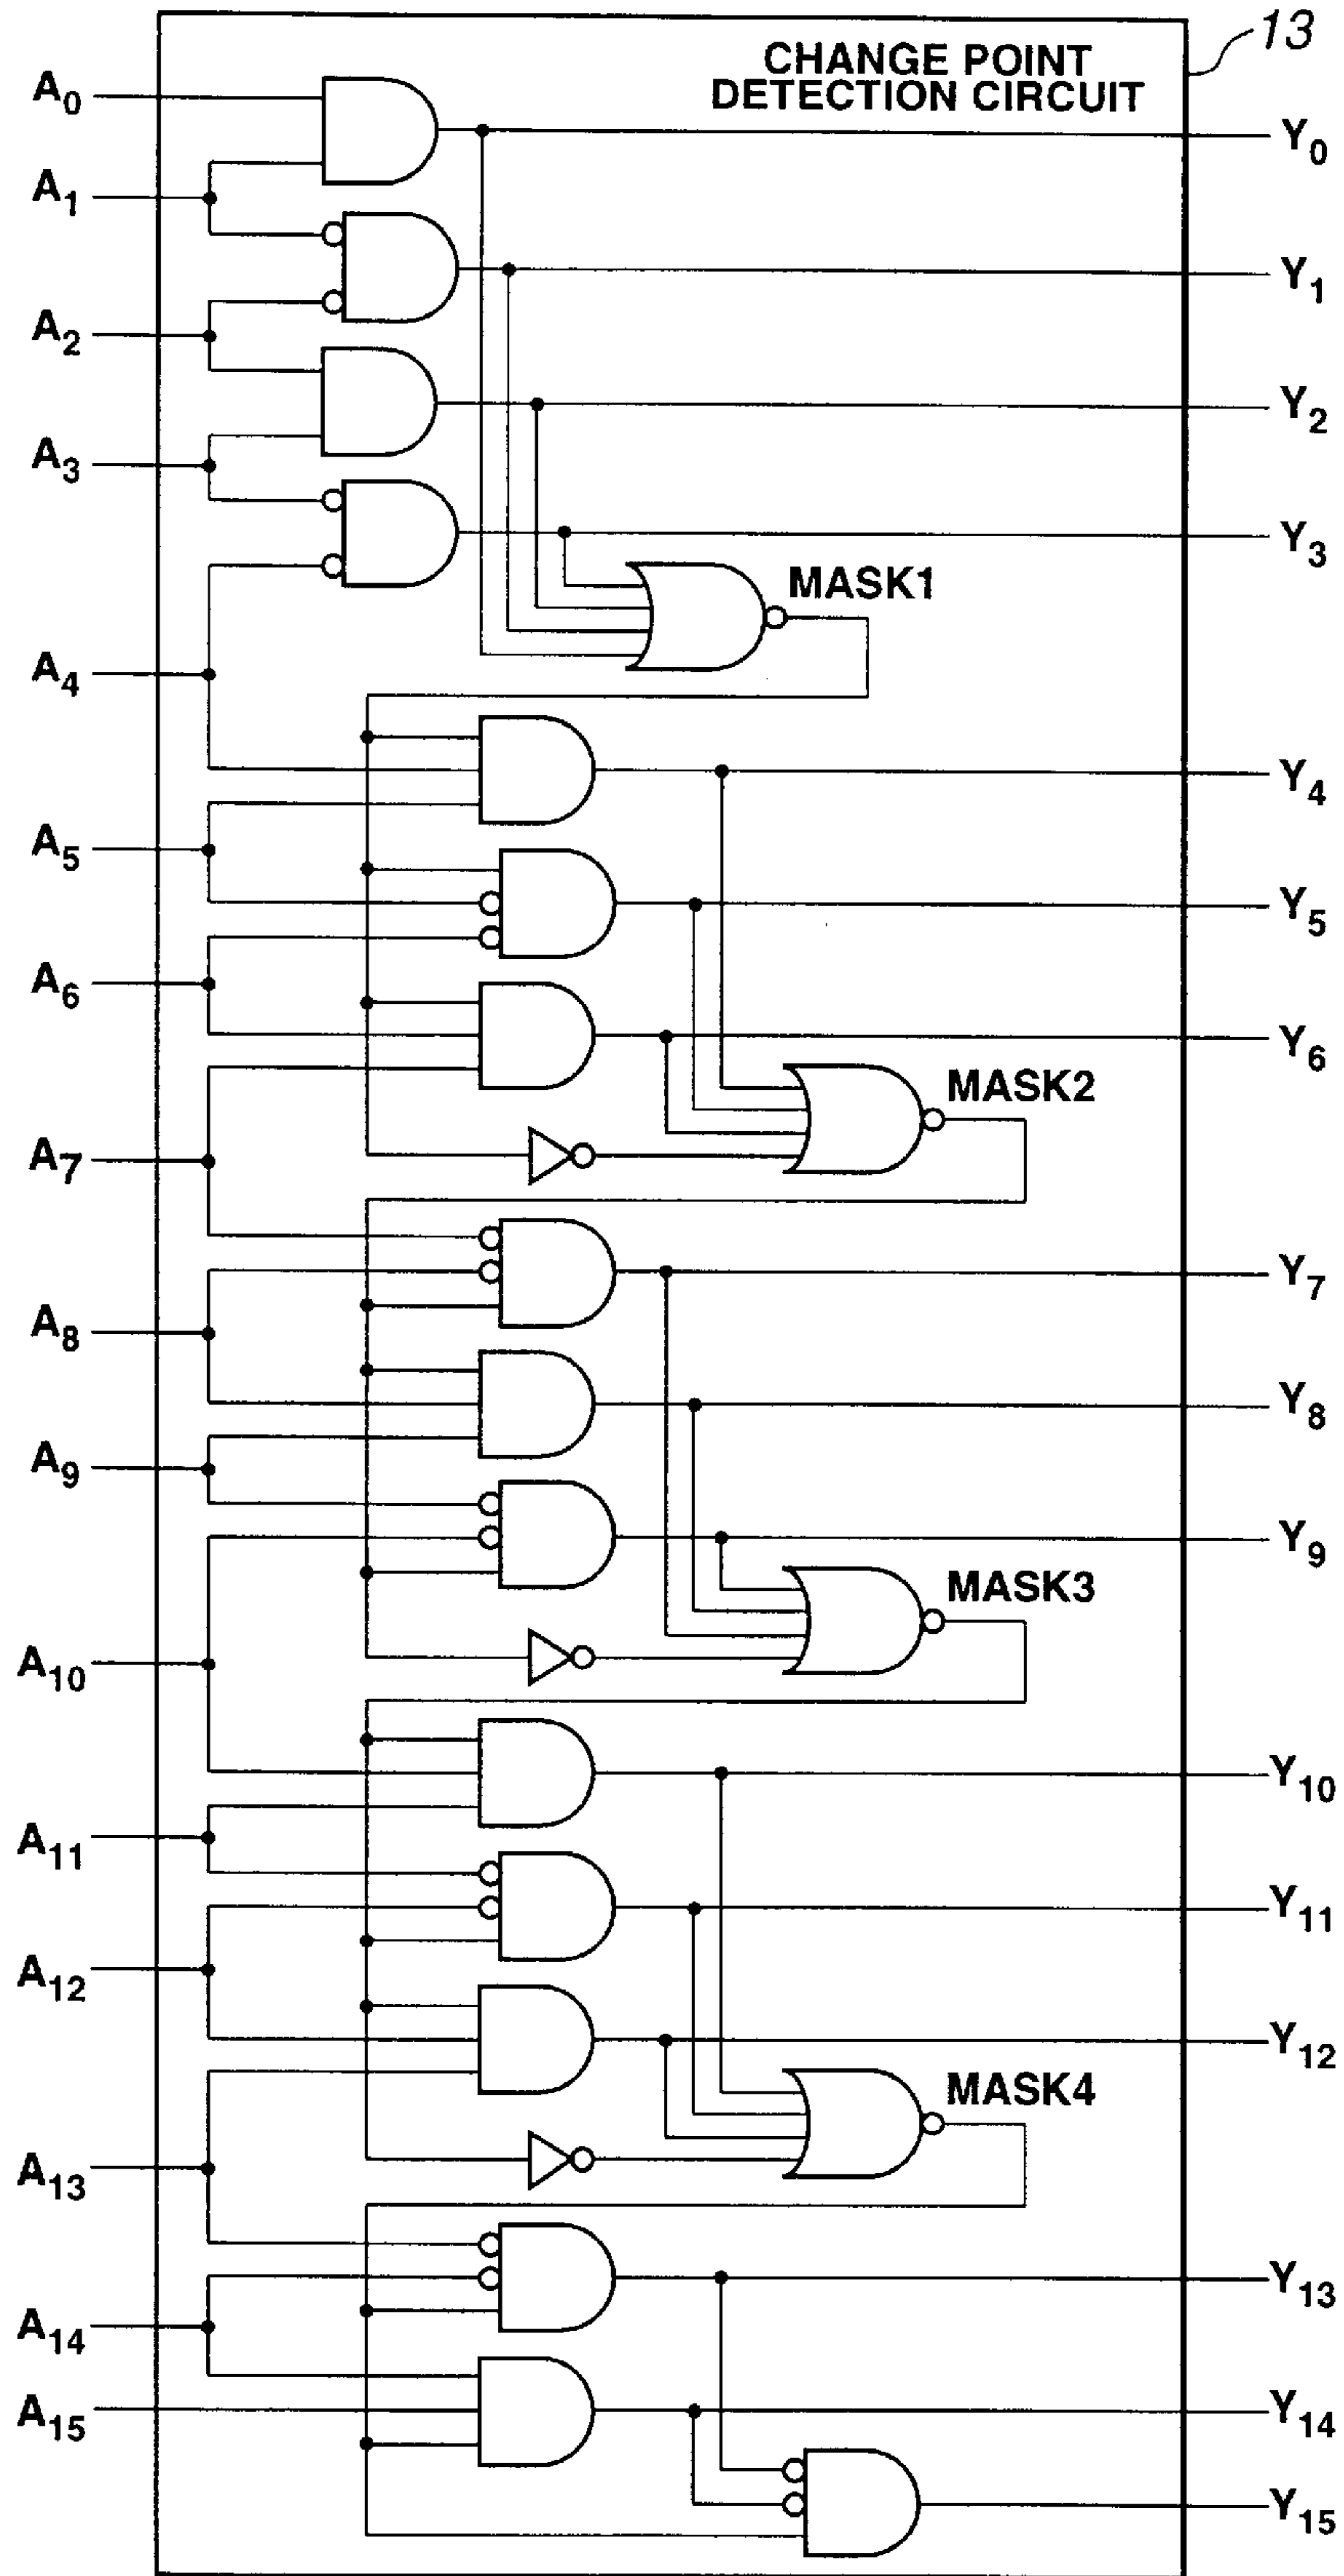 13
CHANGE POINT
DETECTION CIRCUIT
A0
Y0
A1
Y1
A2
Y2
A3
Y3
MASK1
A4
Y4
A5
Y5
A6
Y6
MASK2
A7
Y7
A8
Y8
A9
Y9
MASK3
A10
Y10
A11
Y11
A12
Y12
MASK4
A13
Y13
A14
Y14
A15
Y15